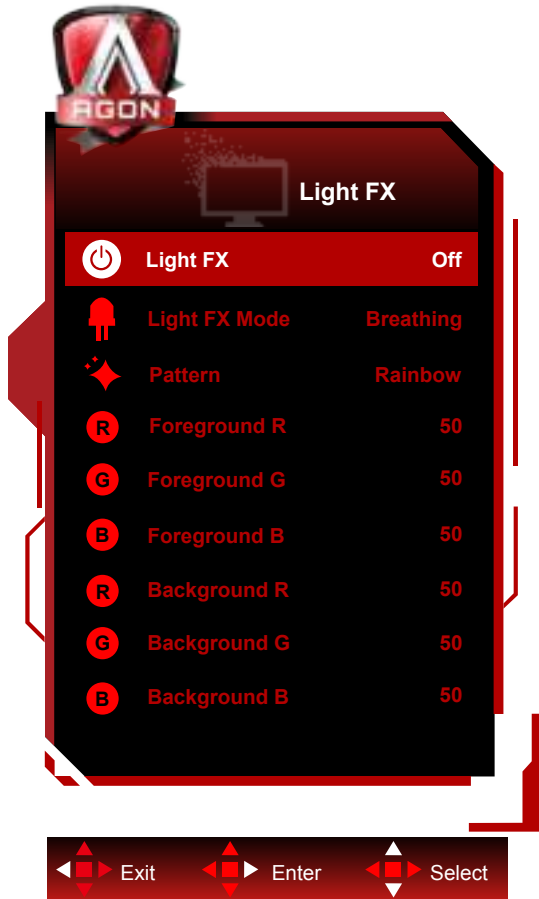 AGON
Light FX
Light FX Off
Light FX Mode Breathing
Pattern Rainbow
R Foreground R 50
G Foreground G 50
B Foreground B 50
R Background R 50
G Background G 50
B Background B 50
Exit Enter Select